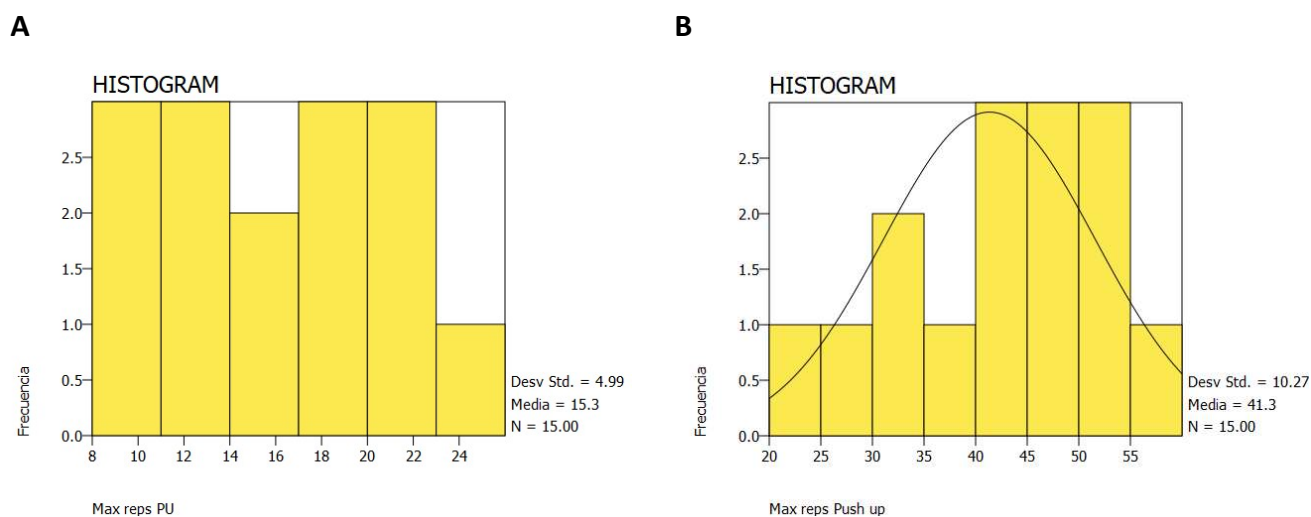 A
HISTOGRAM
2.5
2.0
1.5
1.0
0.5
0.0
Frecuencia
8 10 12 14 16 18 20 22 24
Desv Std. = 4.99
Media = 15.3
N = 15.00
Max reps PU
B
HISTOGRAM
2.5
2.0
1.5
1.0
0.5
0.0
Frecuencia
20 25 30 35 40 45 50 55
Desv Std. = 10.27
Media = 41.3
N = 15.00
Max reps Push up